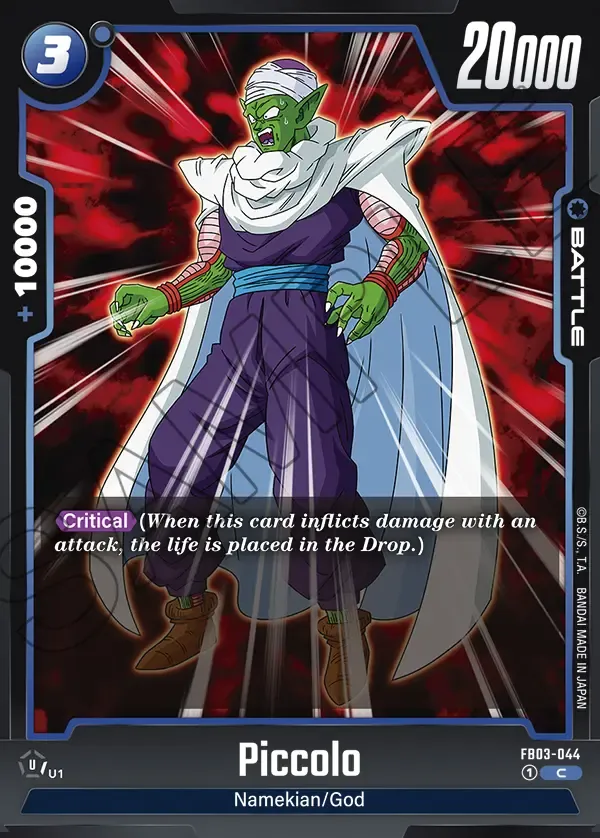 3
20000
+10000
BATTLE
Critical (When this card inflicts damage with an
attack, the life is placed in the Drop.)
©B.S./S., T.A. BANDAI MADE IN JAPAN
SAMPLE
Piccolo
FB03-044
U/U1
1 C
Namekian/God